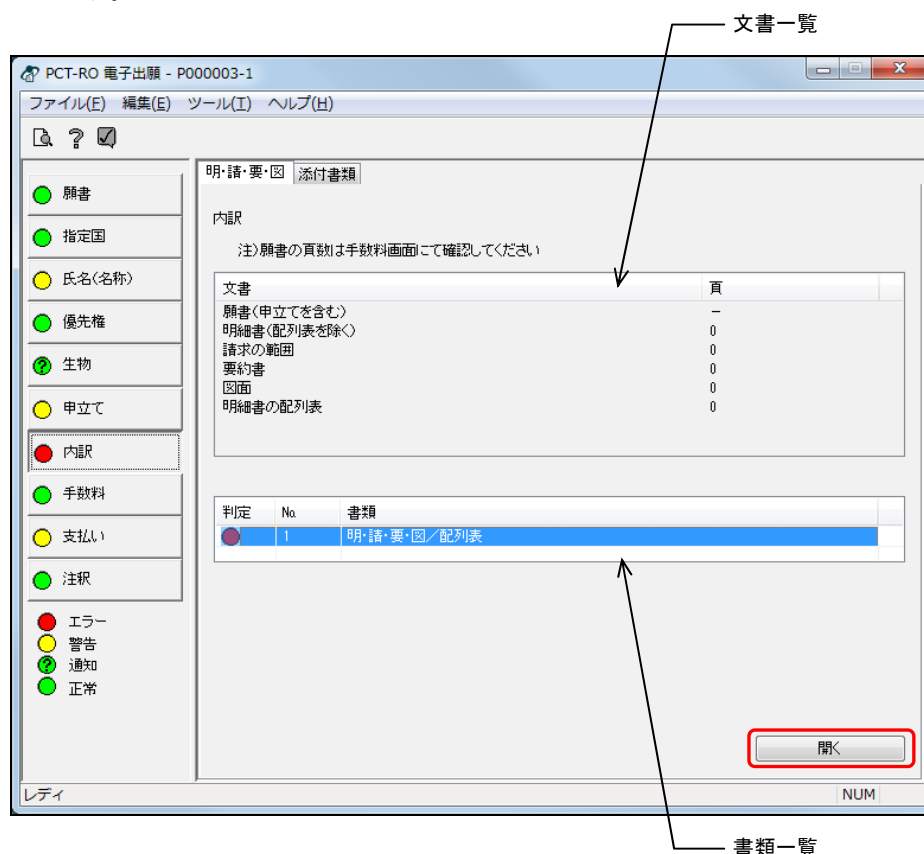 文書一覧
PCT-RO 電子出願 - P000003-1
ファイル(F) 編集(E) ツール(T) ヘルプ(H)
明・請・要・図 添付書類
願書
指定国
氏名(名称)
優先権
生物
申立て
内訳
手数料
支払い
注釈
エラー
警告
通知
正常
内訳
注)願書の頁数は手数料画面にて確認してください
文書 頁
願書(申立てを含む) −
明細書(配列表を除く) 0
請求の範囲 0
要約書 0
図面 0
明細書の配列表 0
判定 No. 書類
1 明・請・要・図/配列表
開く
レディ NUM
書類一覧